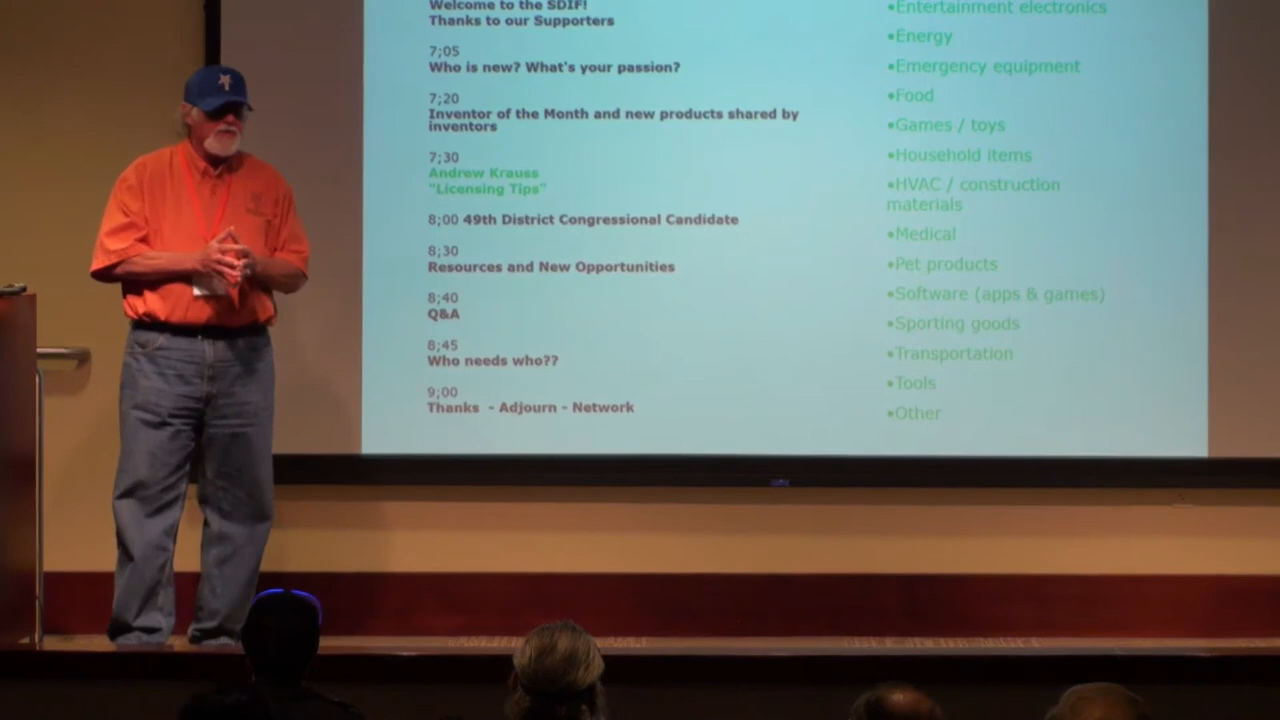 Welcome to the SDIF!
Thanks to our Supporters
7;05
Who is new? What's your passion?
7;20
Inventor of the Month and new products shared by
inventors
7;30
Andrew Krauss
"Licensing Tips"
8;00 49th District Congressional Candidate
8;30
Resources and New Opportunities
8;40
Q&A
8;45
Who needs who??
9;00
Thanks - Adjourn - Network
•Entertainment electronics
•Energy
•Emergency equipment
•Food
•Games / toys
•Household items
•HVAC / construction
materials
•Medical
•Pet products
•Software (apps & games)
•Sporting goods
•Transportation
•Tools
•Other